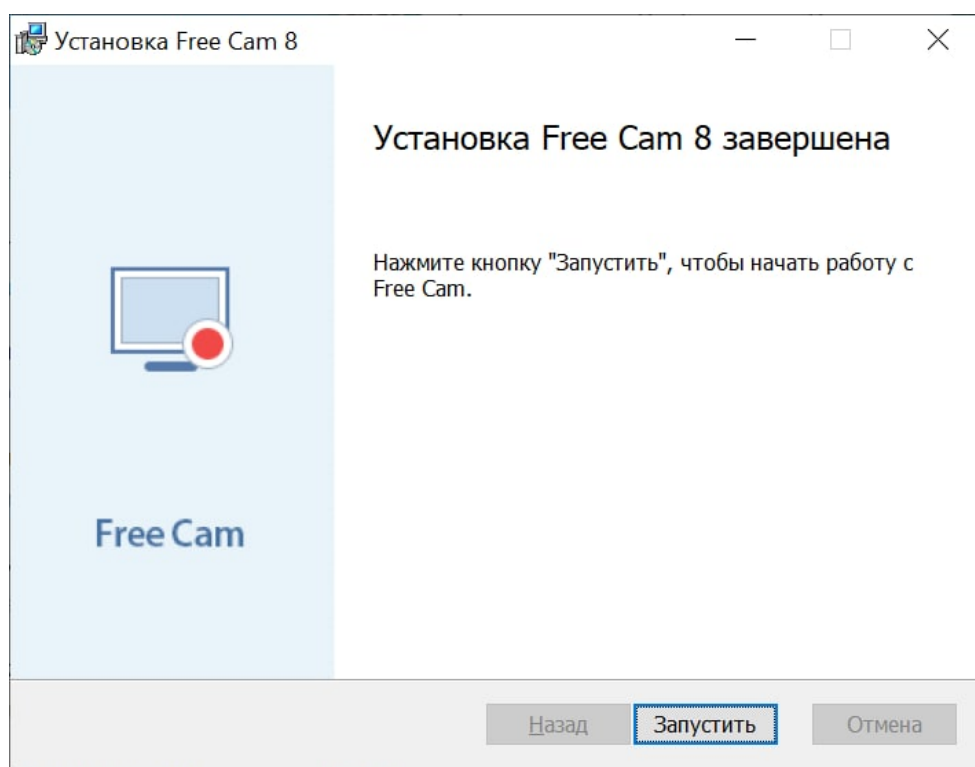 Установка Free Cam 8
Установка Free Cam 8 завершена
Нажмите кнопку "Запустить", чтобы начать работу с
Free Cam.
Free Cam
Назад
Запустить
Отмена